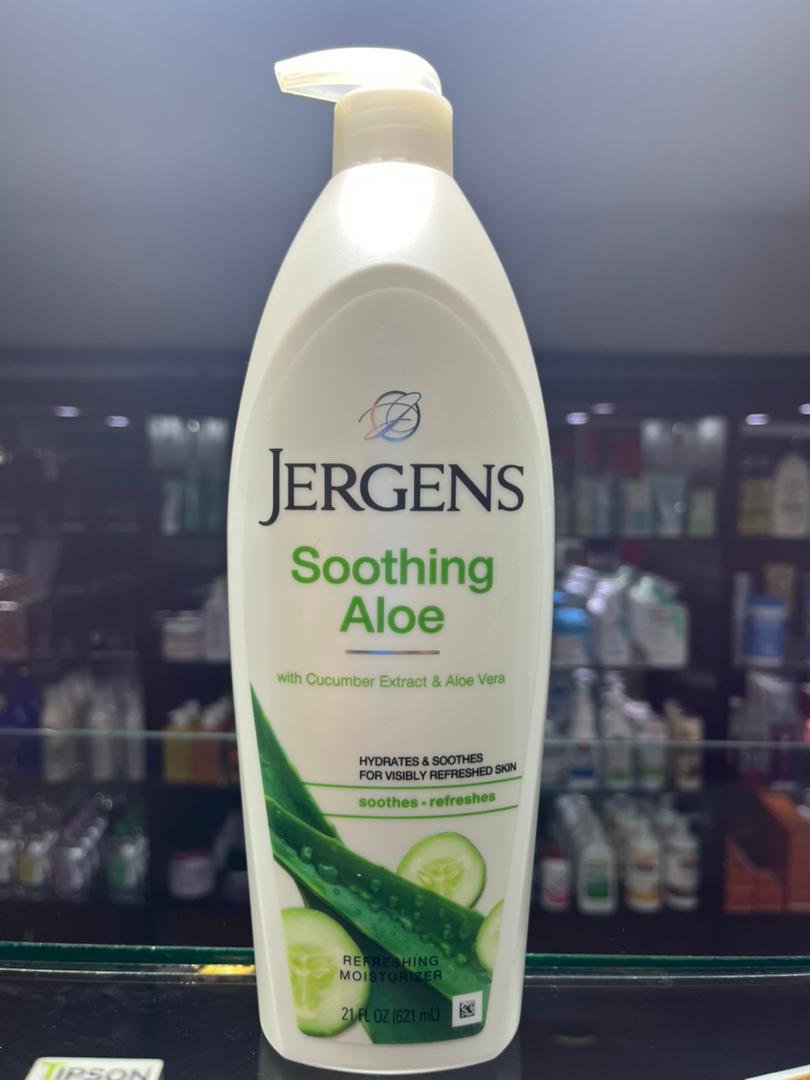 JERGENS
Soothing
Aloe
with Cucumber Extract & Aloe Vera
HYDRATES & SOOTHES
FOR VISIBLY REFRESHED SKIN
soothes • refreshes
REFRESHING
MOISTURIZER
21 FL OZ (621 mL)
TIPSON